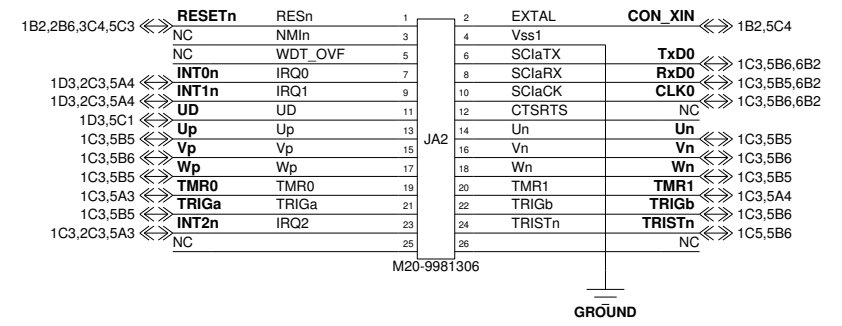 RESETn RESn 1 2 EXTAL CON_XIN
1B2,2B6,3C4,5C3 1B2,5C4
NC NMIn 3 4 Vss1
NC WDT_OVF 5 6 SCIaTX TxD0
1C3,5B6,6B2
INT0n IRQ0 7 8 SCIaRX RxD0
1D3,2C3,5A4 1C3,5B5,6B2
INT1n IRQ1 9 10 SCIaCK CLK0
1D3,2C3,5A4 1C3,5B6,6B2
UD UD 11 12 CTSRTS NC
1D3,5C1
Up Up 13 14 Un Un
1C3,5B5 JA2 1C3,5B5
Vp Vp 15 16 Vn Vn
1C3,5B6 1C3,5B6
Wp Wp 17 18 Wn Wn
1C3,5B5 1C3,5B5
TMR0 TMR0 19 20 TMR1 TMR1
1C3,5A3 1C3,5A4
TRIGa TRIGa 21 22 TRIGb TRIGb
1C3,5B5 1C3,5B6
INT2n IRQ2 23 24 TRISTn TRISTn
1C3,2C3,5A3 1C5,5B6
NC 25 26 NC
M20-9981306
GROUND